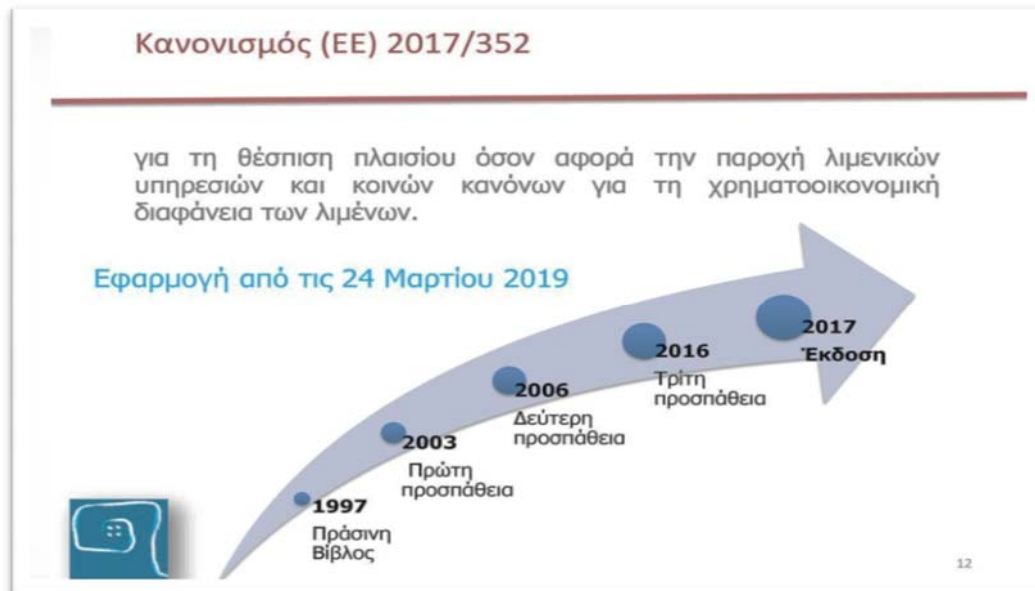 Κανονισμός (ΕΕ) 2017/352
για τη θέσπιση πλαισίου όσον αφορά την παροχή λιμενικών
υπηρεσιών και κοινών κανόνων για τη χρηματοοικονομική
διαφάνεια των λιμένων.
Εφαρμογή από τις 24 Μαρτίου 2019
1997
Πράσινη
Βίβλος
2003
Πρώτη
προσπάθεια
2006
Δεύτερη
προσπάθεια
2016
Τρίτη
προσπάθεια
2017
Έκδοση
12